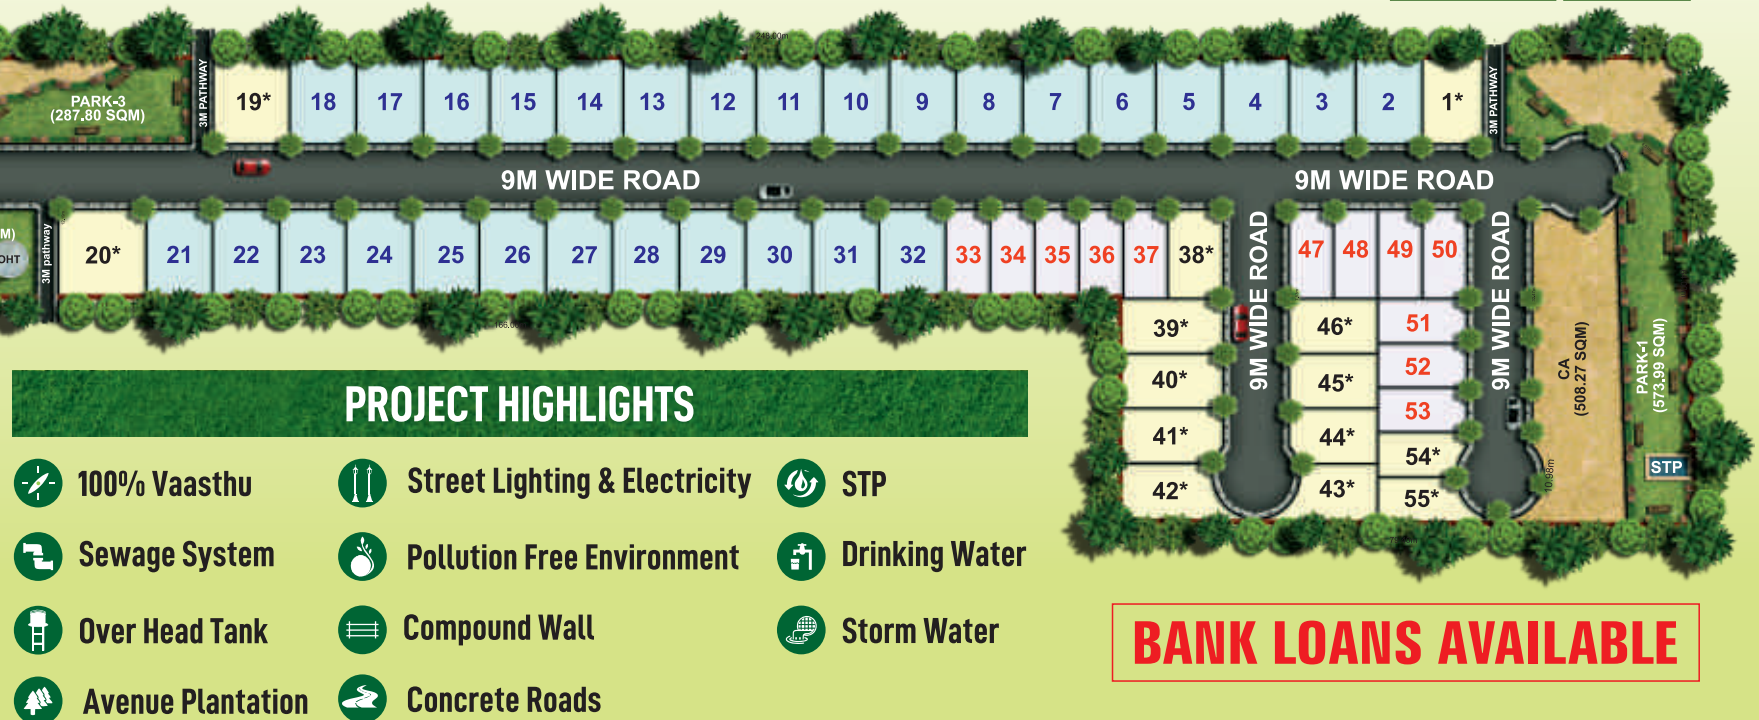 248.00m
PARK-3
(287.80 SQM)
3M PATHWAY
19*
18
17
16
15
14
13
12
11
10
9
8
7
6
5
4
3
2
1*
3M PATHWAY
9M WIDE ROAD
9M WIDE ROAD
M)
OHT
3M pathway
20*
21
22
23
24
25
26
27
28
29
30
31
32
33
34
35
36
37
38*
9M WIDE ROAD
47
48
49
50
9M WIDE ROAD
39*
46*
51
40*
45*
52
53
41*
44*
54*
42*
43*
55*
CA
(508.27 SQM)
PARK-1
(573.99 SQM)
STP
10.98m
PROJECT HIGHLIGHTS
100% Vaasthu
Street Lighting & Electricity
STP
Sewage System
Pollution Free Environment
Drinking Water
Over Head Tank
Compound Wall
Storm Water
Avenue Plantation
Concrete Roads
BANK LOANS AVAILABLE